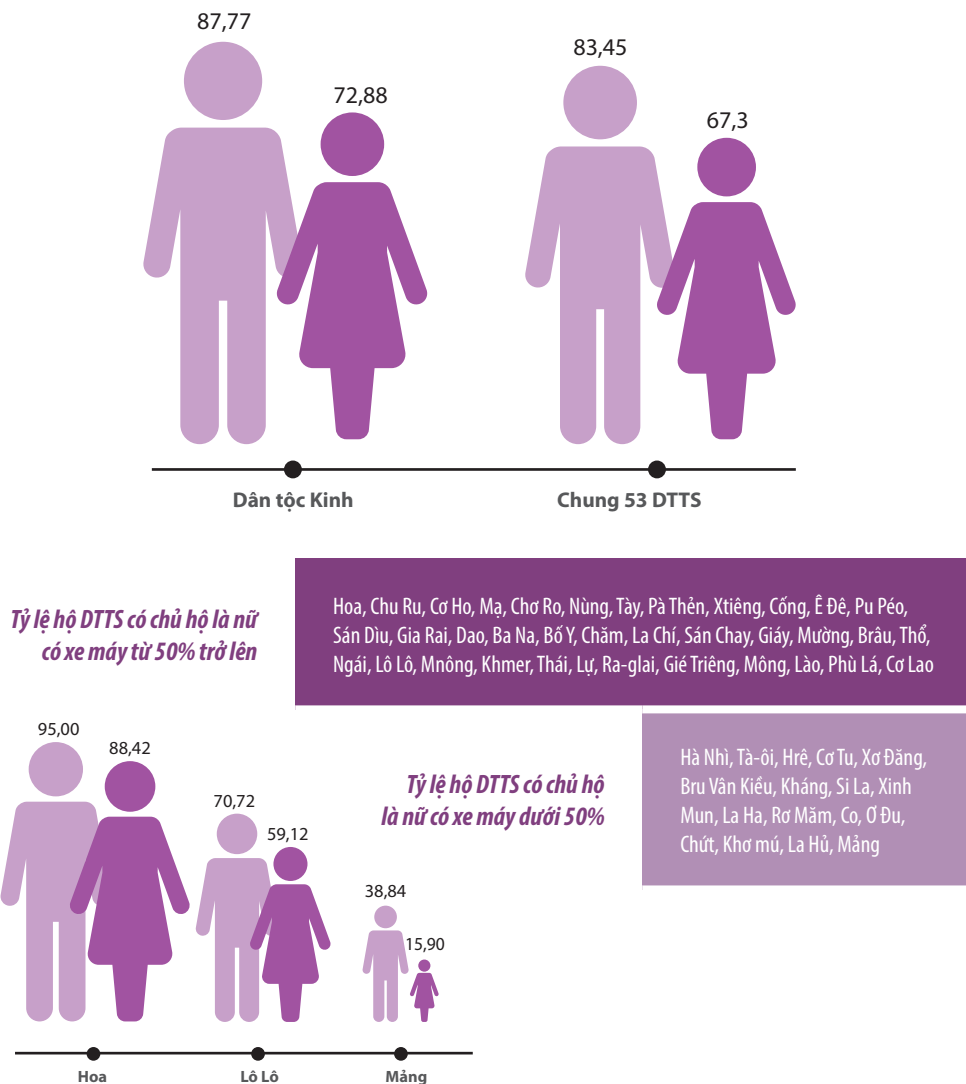 87,77
72,88
83,45
67,3
Dân tộc Kinh
Chung 53 DTTS
Tỷ lệ hộ DTTS có chủ hộ là nữ
có xe máy từ 50% trở lên
Hoa, Chu Ru, Cơ Ho, Mạ, Chơ Ro, Nùng, Tày, Pà Thẻn, Xtiêng, Cống, Ê Đê, Pu Péo,
Sán Dìu, Gia Rai, Dao, Ba Na, Bố Y, Chăm, La Chí, Sán Chay, Giáy, Mường, Brâu, Thổ,
Ngái, Lô Lô, Mnông, Khmer, Thái, Lự, Ra-glai, Gié Triêng, Mông, Lào, Phù Lá, Cơ Lao
Tỷ lệ hộ DTTS có chủ hộ
là nữ có xe máy dưới 50%
Hà Nhì, Tà-ôi, Hrê, Cơ Tu, Xơ Đăng,
Bru Vân Kiều, Kháng, Si La, Xinh
Mun, La Ha, Rơ Măm, Co, Ơ Đu,
Chứt, Khơ mú, La Hủ, Mảng
95,00
88,42
70,72
59,12
38,84
15,90
Hoa
Lô Lô
Mảng